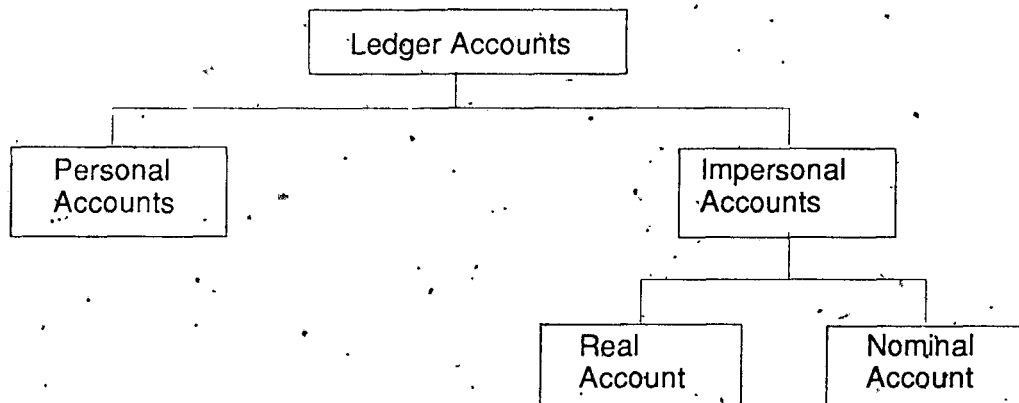 Ledger Accounts
Personal
Accounts
Impersonal
Accounts
Real
Account
Nominal
Account